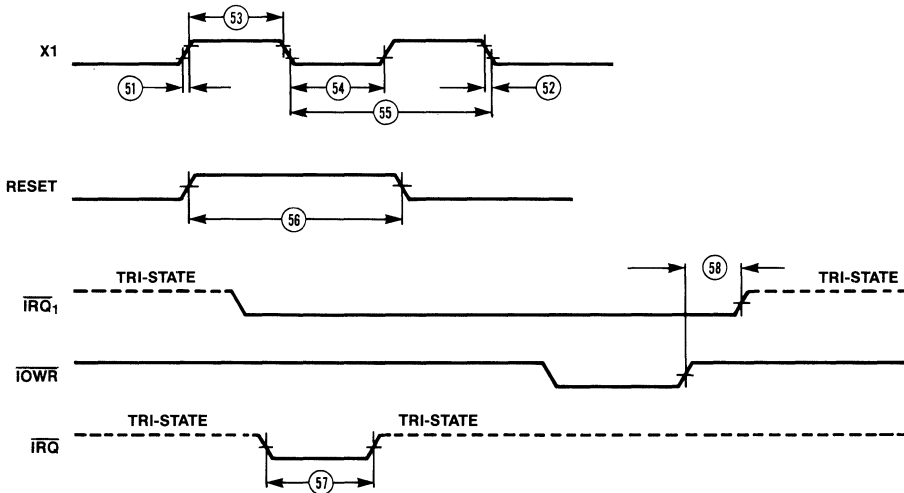 53
X1
51
54
52
55
RESET
56
TRI-STATE
58
TRI-STATE
IRQ1
IOWR
TRI-STATE
TRI-STATE
IRQ
57